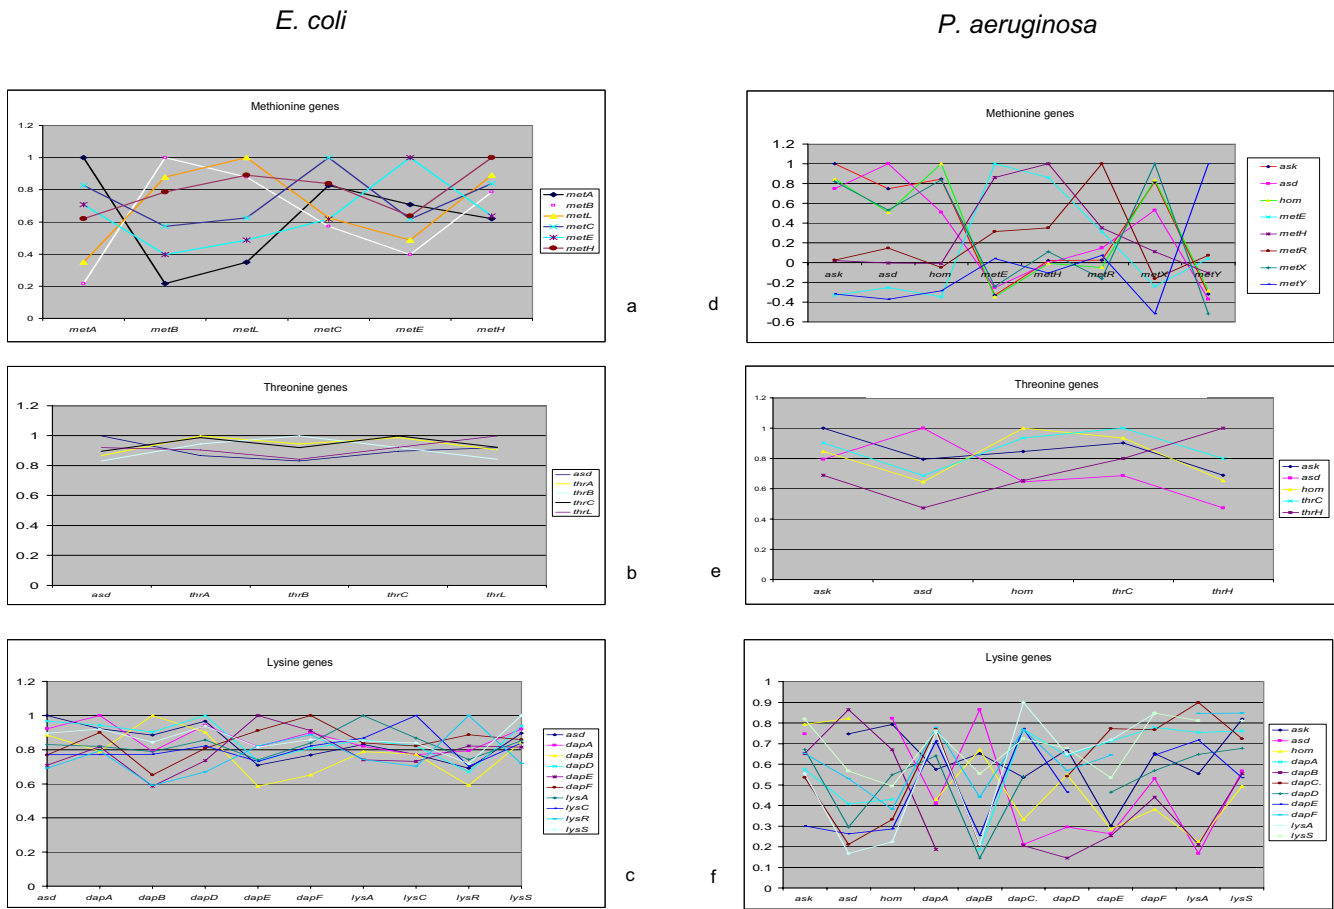 E. coli
P. aeruginosa
Methionine genes
1.2
1
0.8
0.6
0.4
0.2
0
metA metB metL metC metE metH
metA
metB
metL
metC
metE
metH
a
Methionine genes
1.2
1
0.8
0.6
0.4
0.2
0
-0.2
-0.4
-0.6
ask asd hom metE metH metR metX metY
ask
asd
hom
metE
metH
metR
metX
metY
d
Threonine genes
1.2
1
0.8
0.6
0.4
0.2
0
asd thrA thrB thrC thrL
asd
thrA
thrB
thrC
thrL
b
Threonine genes
1.2
1
0.8
0.6
0.4
0.2
0
ask asd hom thrC thrH
ask
asd
hom
thrC
thrH
e
Lysine genes
1.2
1
0.8
0.6
0.4
0.2
0
asd dapA dapB dapD dapE dapF lysA lysC lysR lysS
asd
dapA
dapB
dapD
dapE
dapF
lysA
lysC
lysR
lysS
c
Lysine genes
1
0.9
0.8
0.7
0.6
0.5
0.4
0.3
0.2
0.1
0
ask asd hom dapA dapB dapC. dapD dapE dapF lysA lysS
ask
asd
hom
dapA
dapB
dapC.
dapD
dapE
dapF
lysA
lysS
f